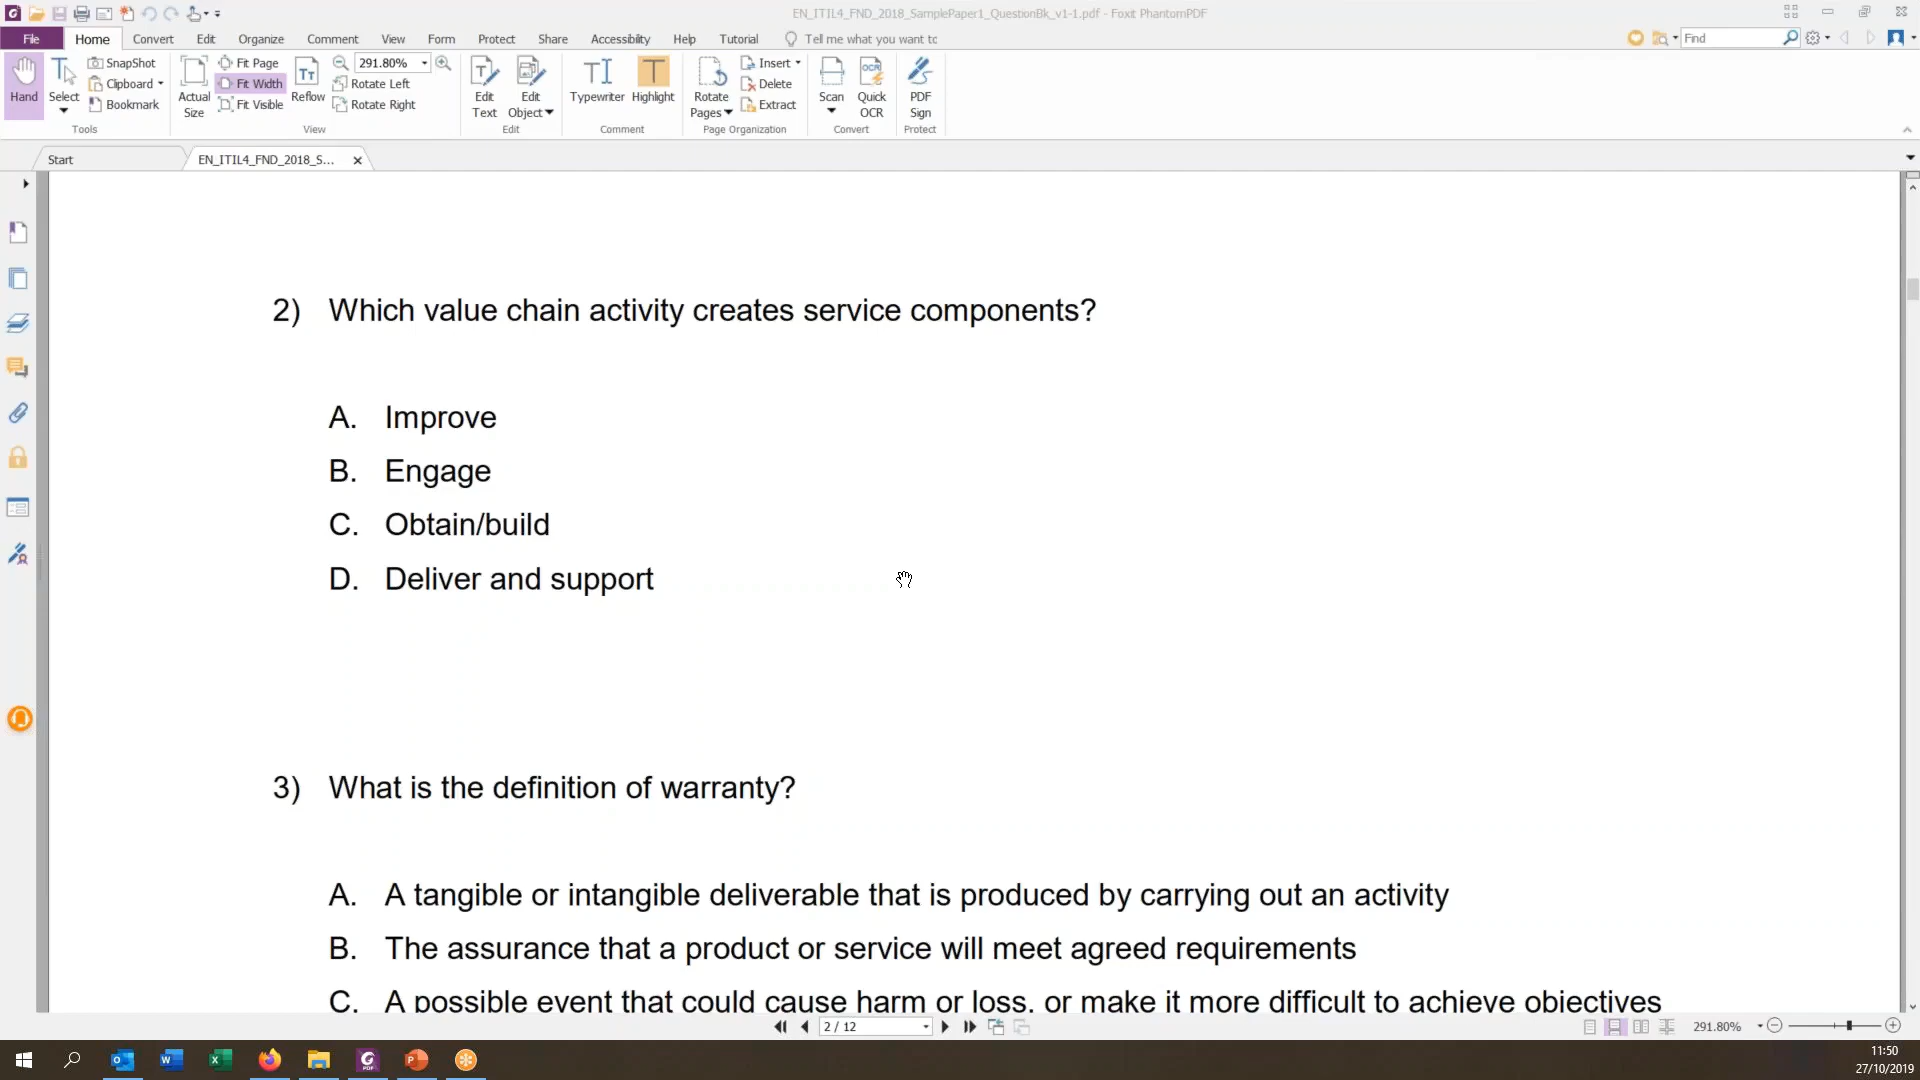 EN_ITIL4_FND_2018_SamplePaper1_QuestionBk_v1-1.pdf - Foxit PhantomPDF
File Home Convert Edit Organize Comment View Form Protect Share Accessibility Help Tutorial Tell me what you want to Find
SnapShot Fit Page 291.80% Insert
Clipboard Fit Width Rotate Left Delete
Bookmark Fit Visible Rotate Right Extract
Hand Select Actual Size Reflow Edit Text Edit Object Typewriter Highlight Rotate Pages Scan Quick OCR PDF Sign
Tools View Edit Comment Page Organization Convert Protect
Start EN_ITIL4_FND_2018_S...
2) Which value chain activity creates service components?
A. Improve
B. Engage
C. Obtain/build
D. Deliver and support
3) What is the definition of warranty?
A. A tangible or intangible deliverable that is produced by carrying out an activity
B. The assurance that a product or service will meet agreed requirements
C. A possible event that could cause harm or loss, or make it more difficult to achieve objectives
2 / 12 291.80%
11:50
27/10/2019